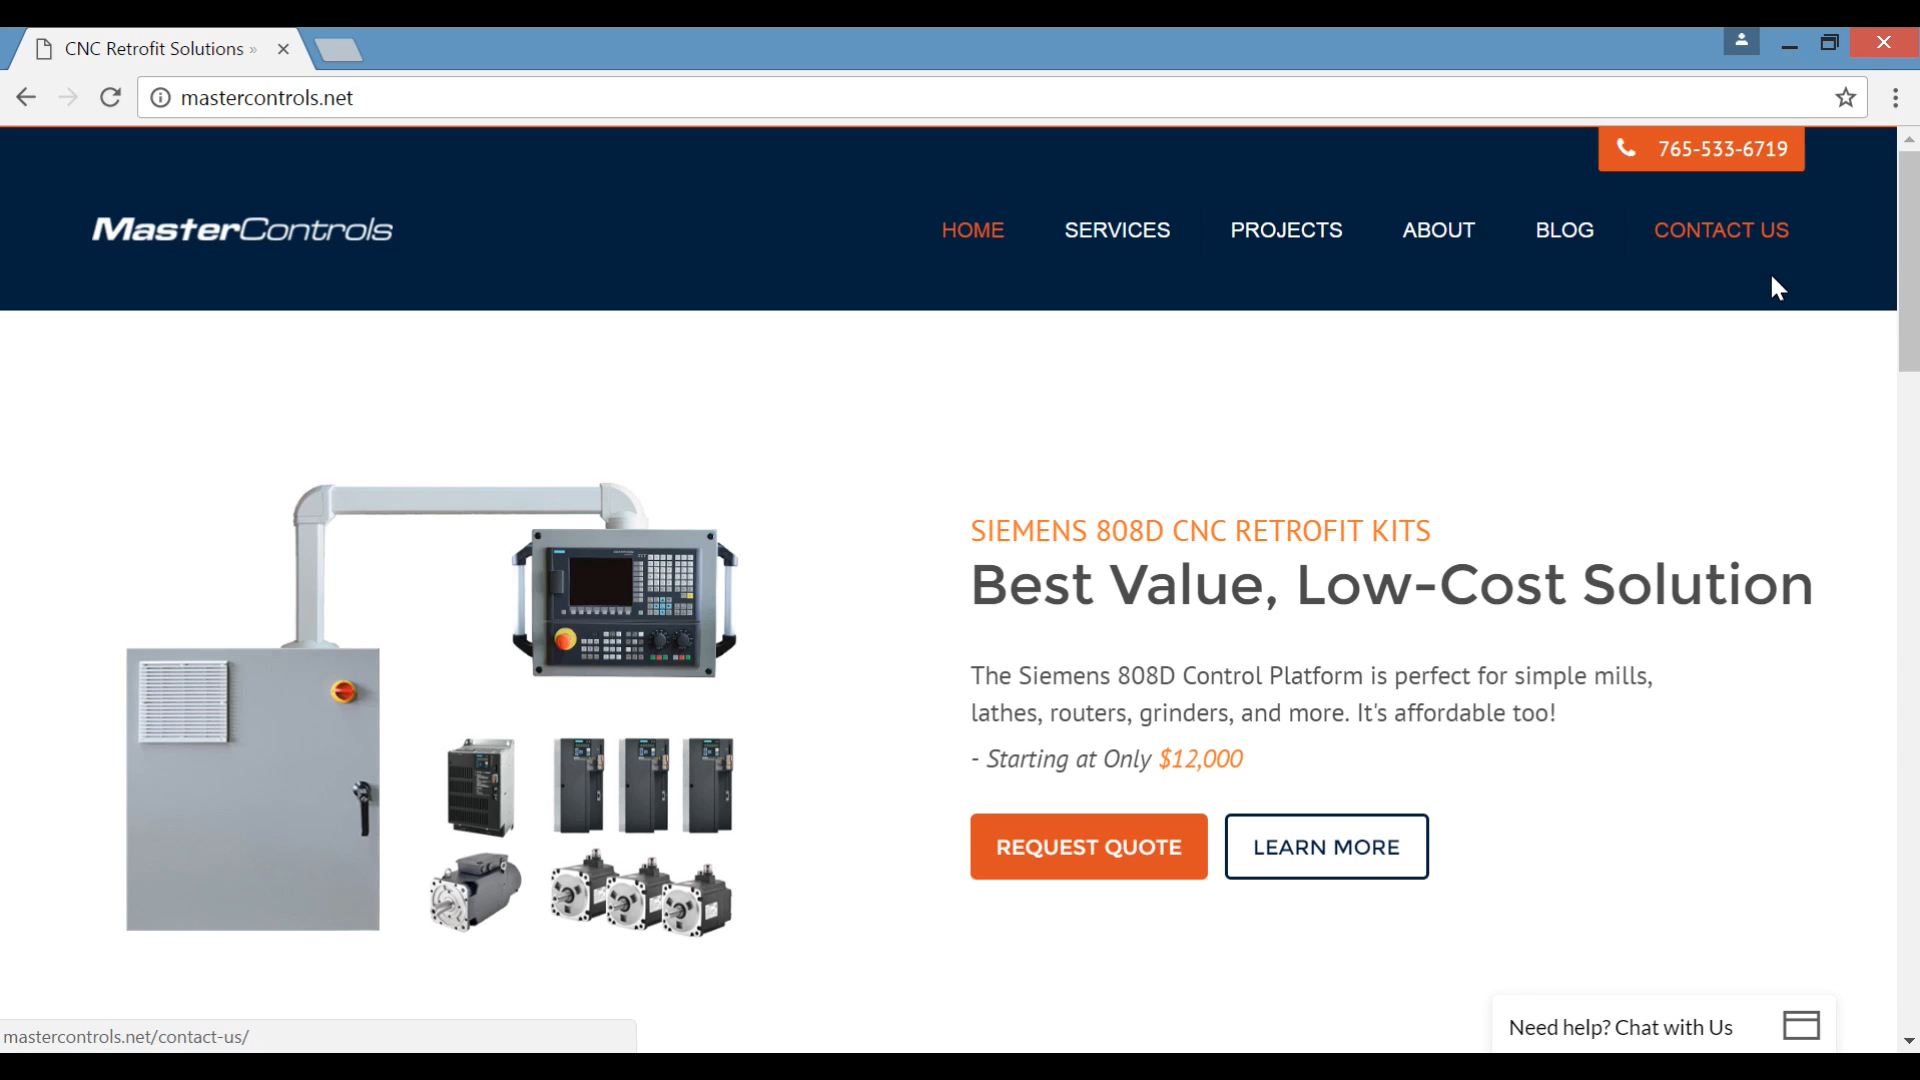 CNC Retrofit Solutions »
mastercontrols.net
765-533-6719
MasterControls
HOME SERVICES PROJECTS ABOUT BLOG CONTACT US
SIEMENS 808D CNC RETROFIT KITS
Best Value, Low-Cost Solution
The Siemens 808D Control Platform is perfect for simple mills,
lathes, routers, grinders, and more. It's affordable too!
- Starting at Only $12,000
REQUEST QUOTE LEARN MORE
Need help? Chat with Us
mastercontrols.net/contact-us/